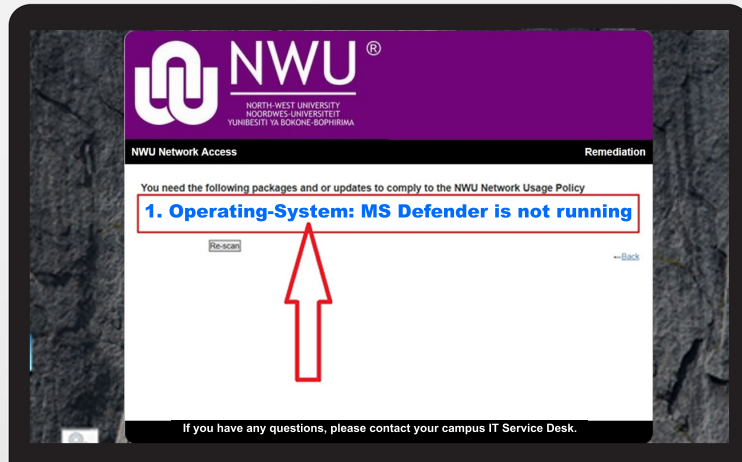 NWU ®
NORTH-WEST UNIVERSITY
NOORDWES-UNIVERSITEIT
YUNIBESITI YA BOKONE-BOPHIRIMA
NWU Network Access Remediation
You need the following packages and or updates to comply to the NWU Network Usage Policy
1. Operating-System: MS Defender is not running
Re-scan
←Back
If you have any questions, please contact your campus IT Service Desk.